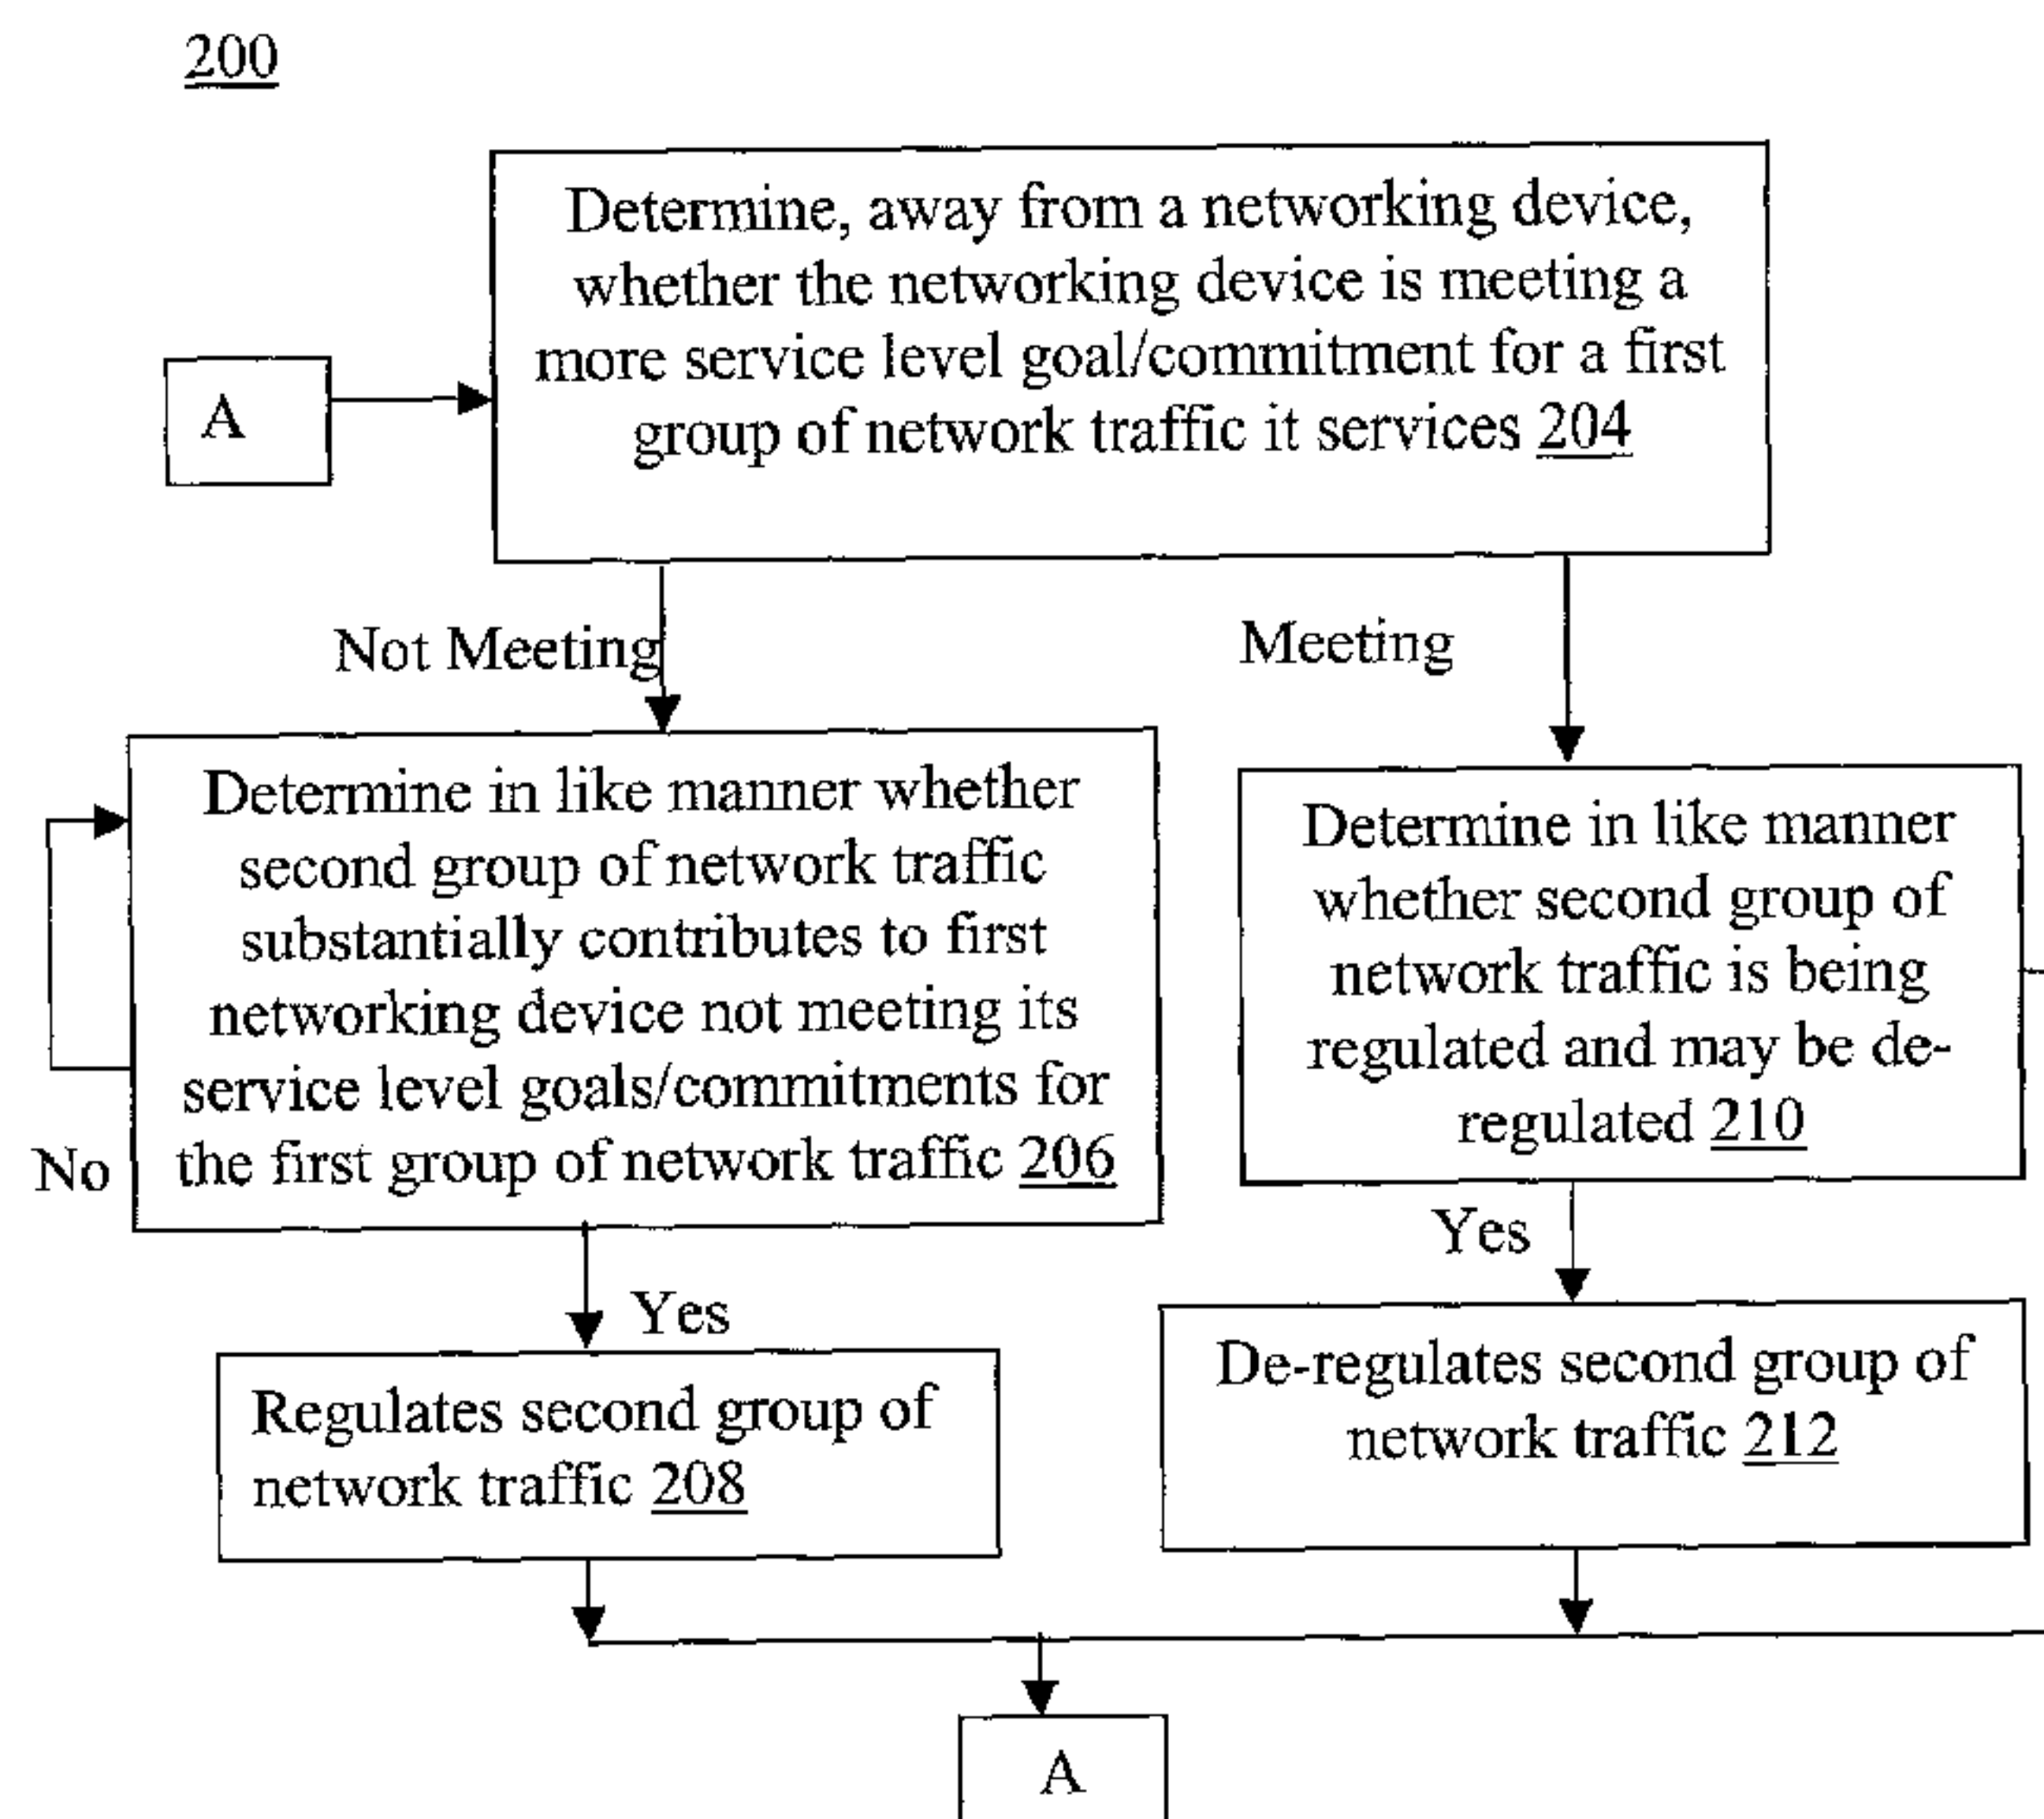 200
Determine, away from a networking device,
whether the networking device is meeting a
more service level goal/commitment for a first
group of network traffic it services 204
A
Not Meeting
Meeting
Determine in like manner whether
second group of network traffic
substantially contributes to first
networking device not meeting its
service level goals/commitments for
the first group of network traffic 206
No
Determine in like manner
whether second group of
network traffic is being
regulated and may be de-
regulated 210
Yes
Yes
Regulates second group of
network traffic 208
De-regulates second group of
network traffic 212
A